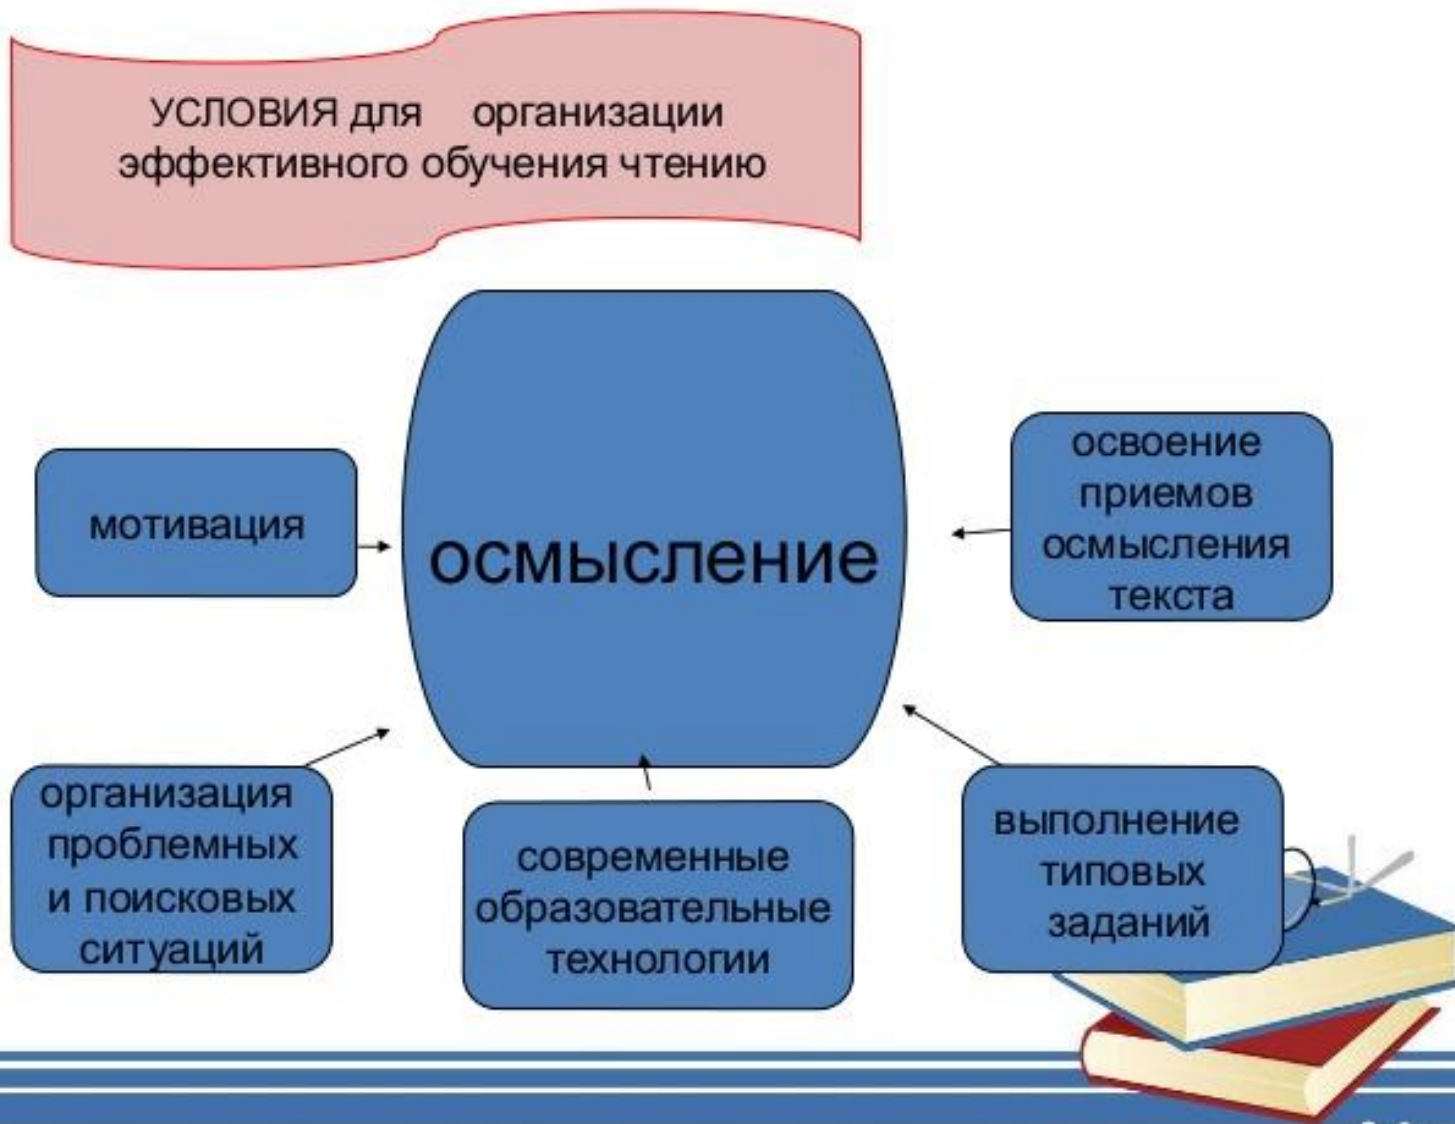 УСЛОВИЯ для организации
эффективного обучения чтению
мотивация
осмысление
освоение
приемов
осмысления
текста
организация
проблемных
и поисковых
ситуаций
современные
образовательные
технологии
выполнение
типовых
заданий